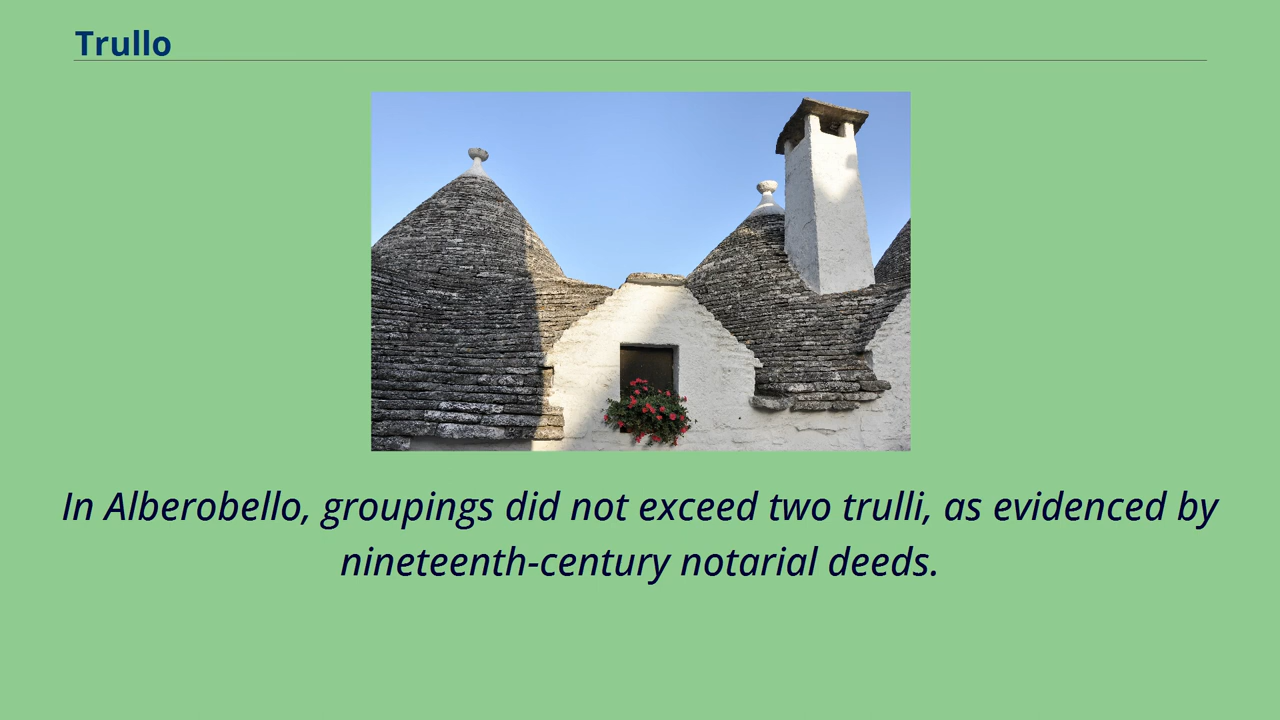 Trullo
In Alberobello, groupings did not exceed two trulli, as evidenced by
nineteenth-century notarial deeds.